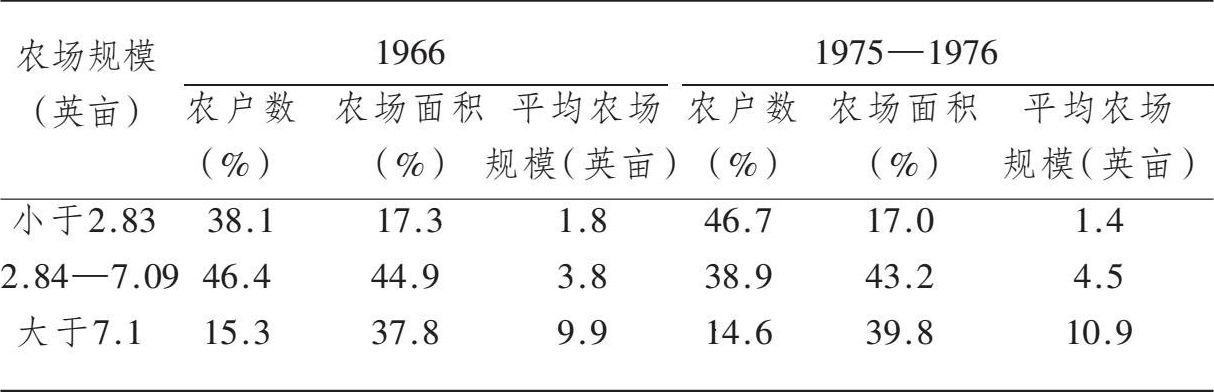 农场规模 1966 1975—1976
(英亩) 农户数 农场面积 平均农场 农户数 农场面积 平均农场
(%) (%) 规模(英亩) (%) (%) 规模(英亩)
小于2.83 38.1 17.3 1.8 46.7 17.0 1.4
2.84—7.09 46.4 44.9 3.8 38.9 43.2 4.5
大于7.1 15.3 37.8 9.9 14.6 39.8 10.9